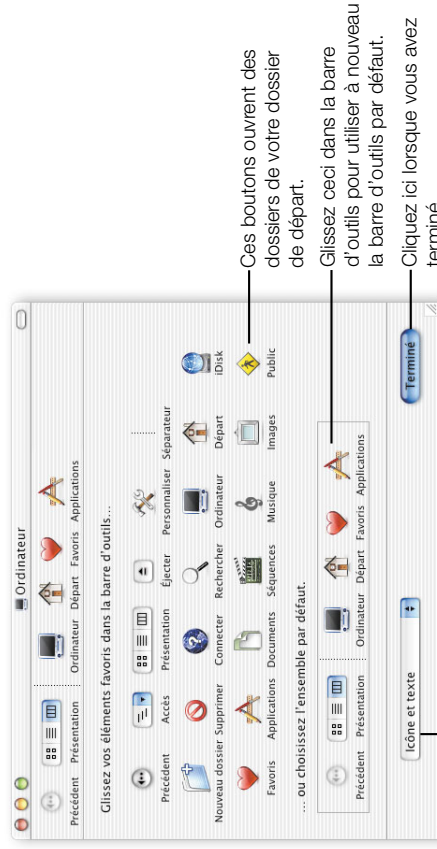 Ordinateur
Précédent Présentation Ordinateur Départ Favoris Applications
Glissez vos éléments favoris dans la barre d'outils...
Précédent Accès Présentation Éjecter Personnaliser Séparateur
Nouveau dossier Supprimer Connecter Rechercher Ordinateur Départ iDisk
Favoris Applications Documents Séquences Musique Images Public
... ou choisissez l'ensemble par défaut.
Précédent Présentation Ordinateur Départ Favoris Applications
Icône et texte
Terminé
Ces boutons ouvrent des
dossiers de votre dossier
de départ.
Glissez ceci dans la barre
d'outils pour utiliser à nouveau
la barre d'outils par défaut.
Cliquez ici lorsque vous avez
terminé